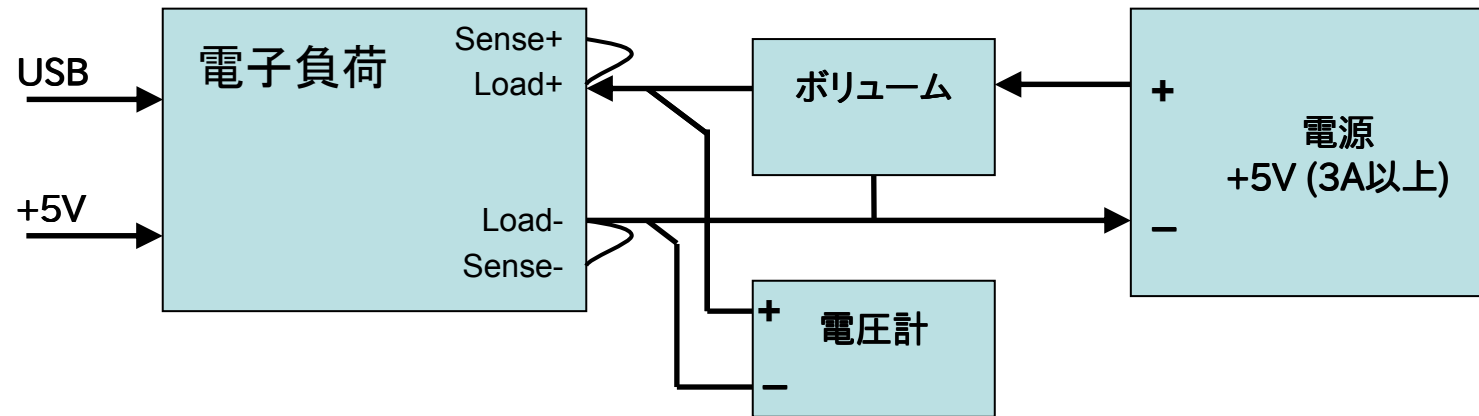 USB
+5V
電子負荷
Sense+
Load+
Load-
Sense-
ボリューム
+
電源
+5V (3A以上)
−
+
電圧計
−